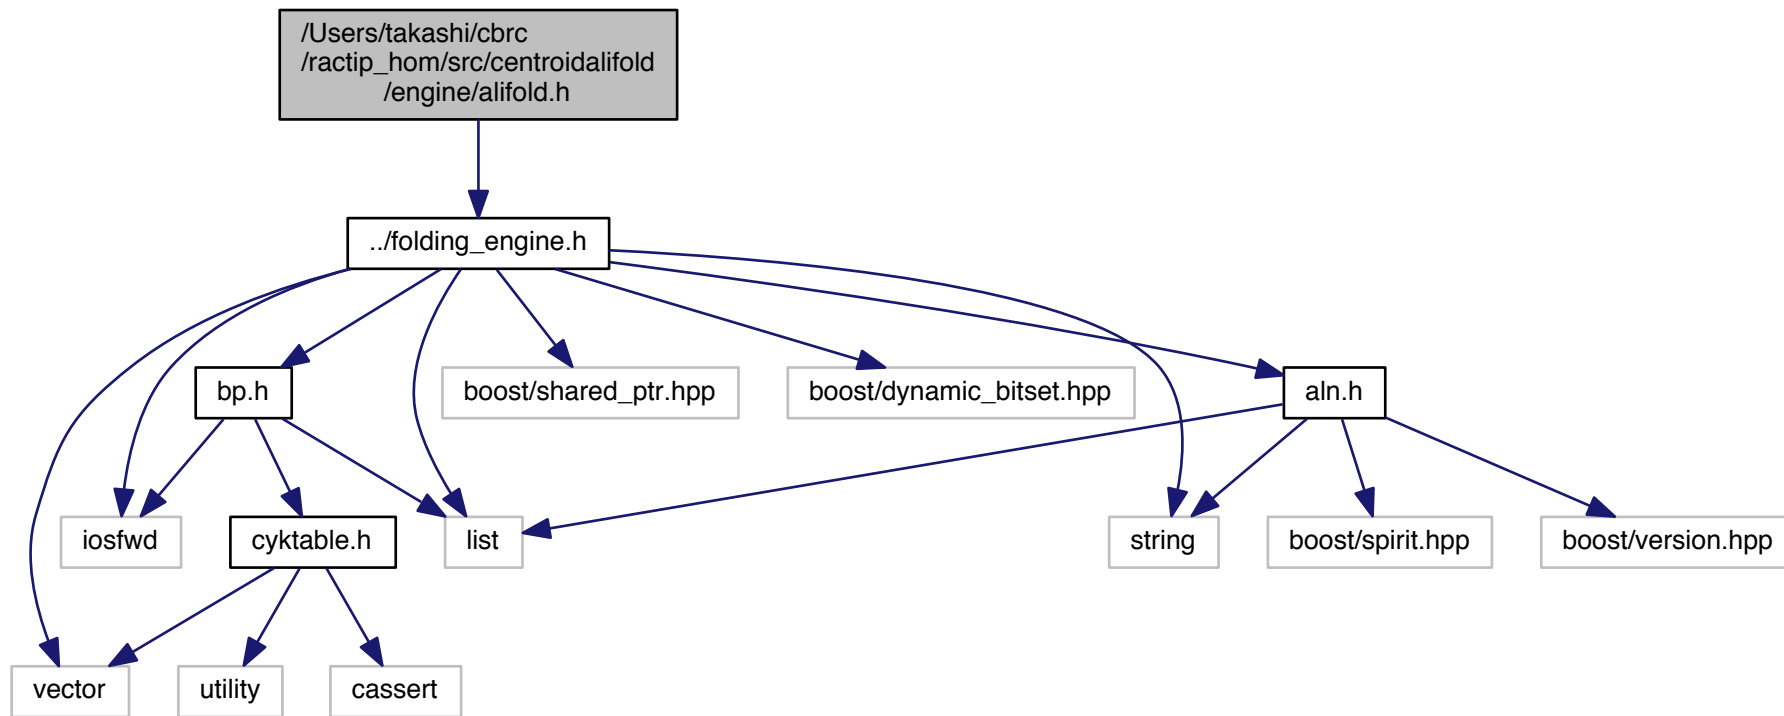 /Users/takashi/cbrc
/ractip_hom/src/centroidalifold
/engine/alifold.h
../folding_engine.h
bp.h
boost/shared_ptr.hpp
boost/dynamic_bitset.hpp
aln.h
iosfwd
cyktable.h
list
string
boost/spirit.hpp
boost/version.hpp
vector
utility
cassert